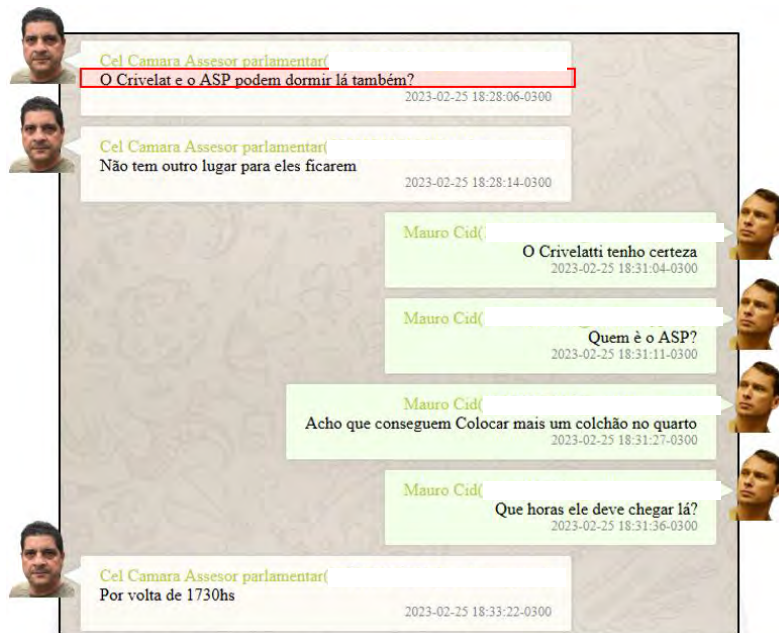 Cel Camara Assesor parlamentar(
O Crivelat e o ASP podem dormir lá também?
2023-02-25 18:28:06-0300
Cel Camara Assesor parlamentar(
Não tem outro lugar para eles ficarem
2023-02-25 18:28:14-0300
Mauro Cid(
O Crivelatti tenho certeza
2023-02-25 18:31:04-0300
Mauro Cid(
Quem è o ASP?
2023-02-25 18:31:11-0300
Mauro Cid(
Acho que conseguem Colocar mais um colchão no quarto
2023-02-25 18:31:27-0300
Mauro Cid(
Que horas ele deve chegar lá?
2023-02-25 18:31:36-0300
Cel Camara Assesor parlamentar(
Por volta de 1730hs
2023-02-25 18:33:22-0300